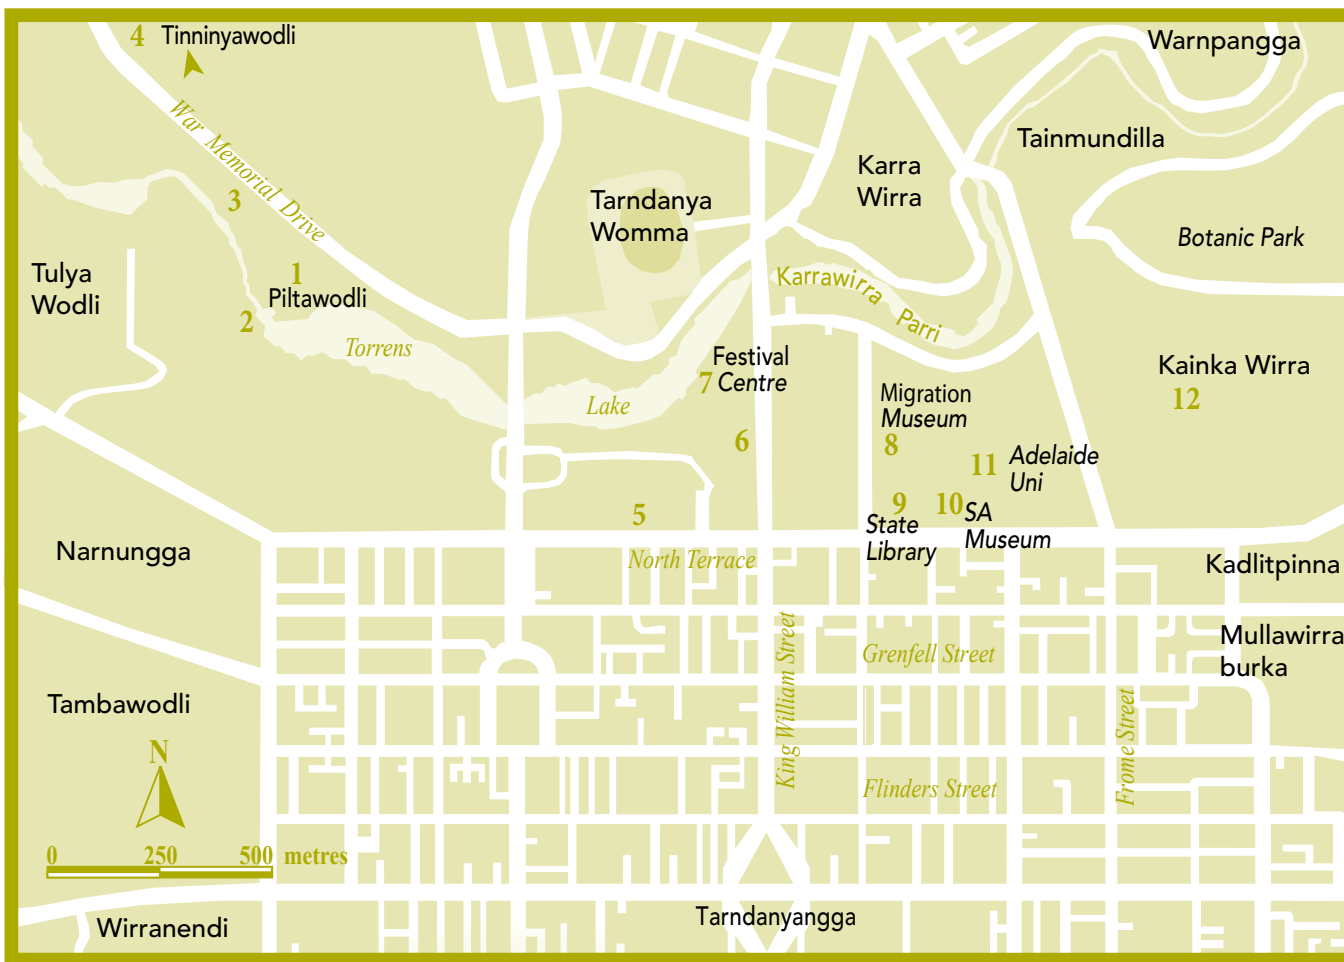 4 Tinninyawodli
Warnpangga
War Memorial Drive
Tainmundilla
Karra
Wirra
3
Tarndanya
Womma
Botanic Park
Tulya
Wodli
1
Piltawodli
2
Karrawirra
Parri
Torrens
Festival
7 Centre
Kainka Wirra
12
Lake
Migration
Museum
6
8
11 Adelaide
Uni
5
9
10 SA
Museum
State
Library
Narnungga
North Terrace
Kadlitpinna
King William Street
Grenfell Street
Mullawirra
burka
Tambawodli
Frome Street
N
Flinders Street
0 250 500 metres
Wirranendi
Tarndanyangga